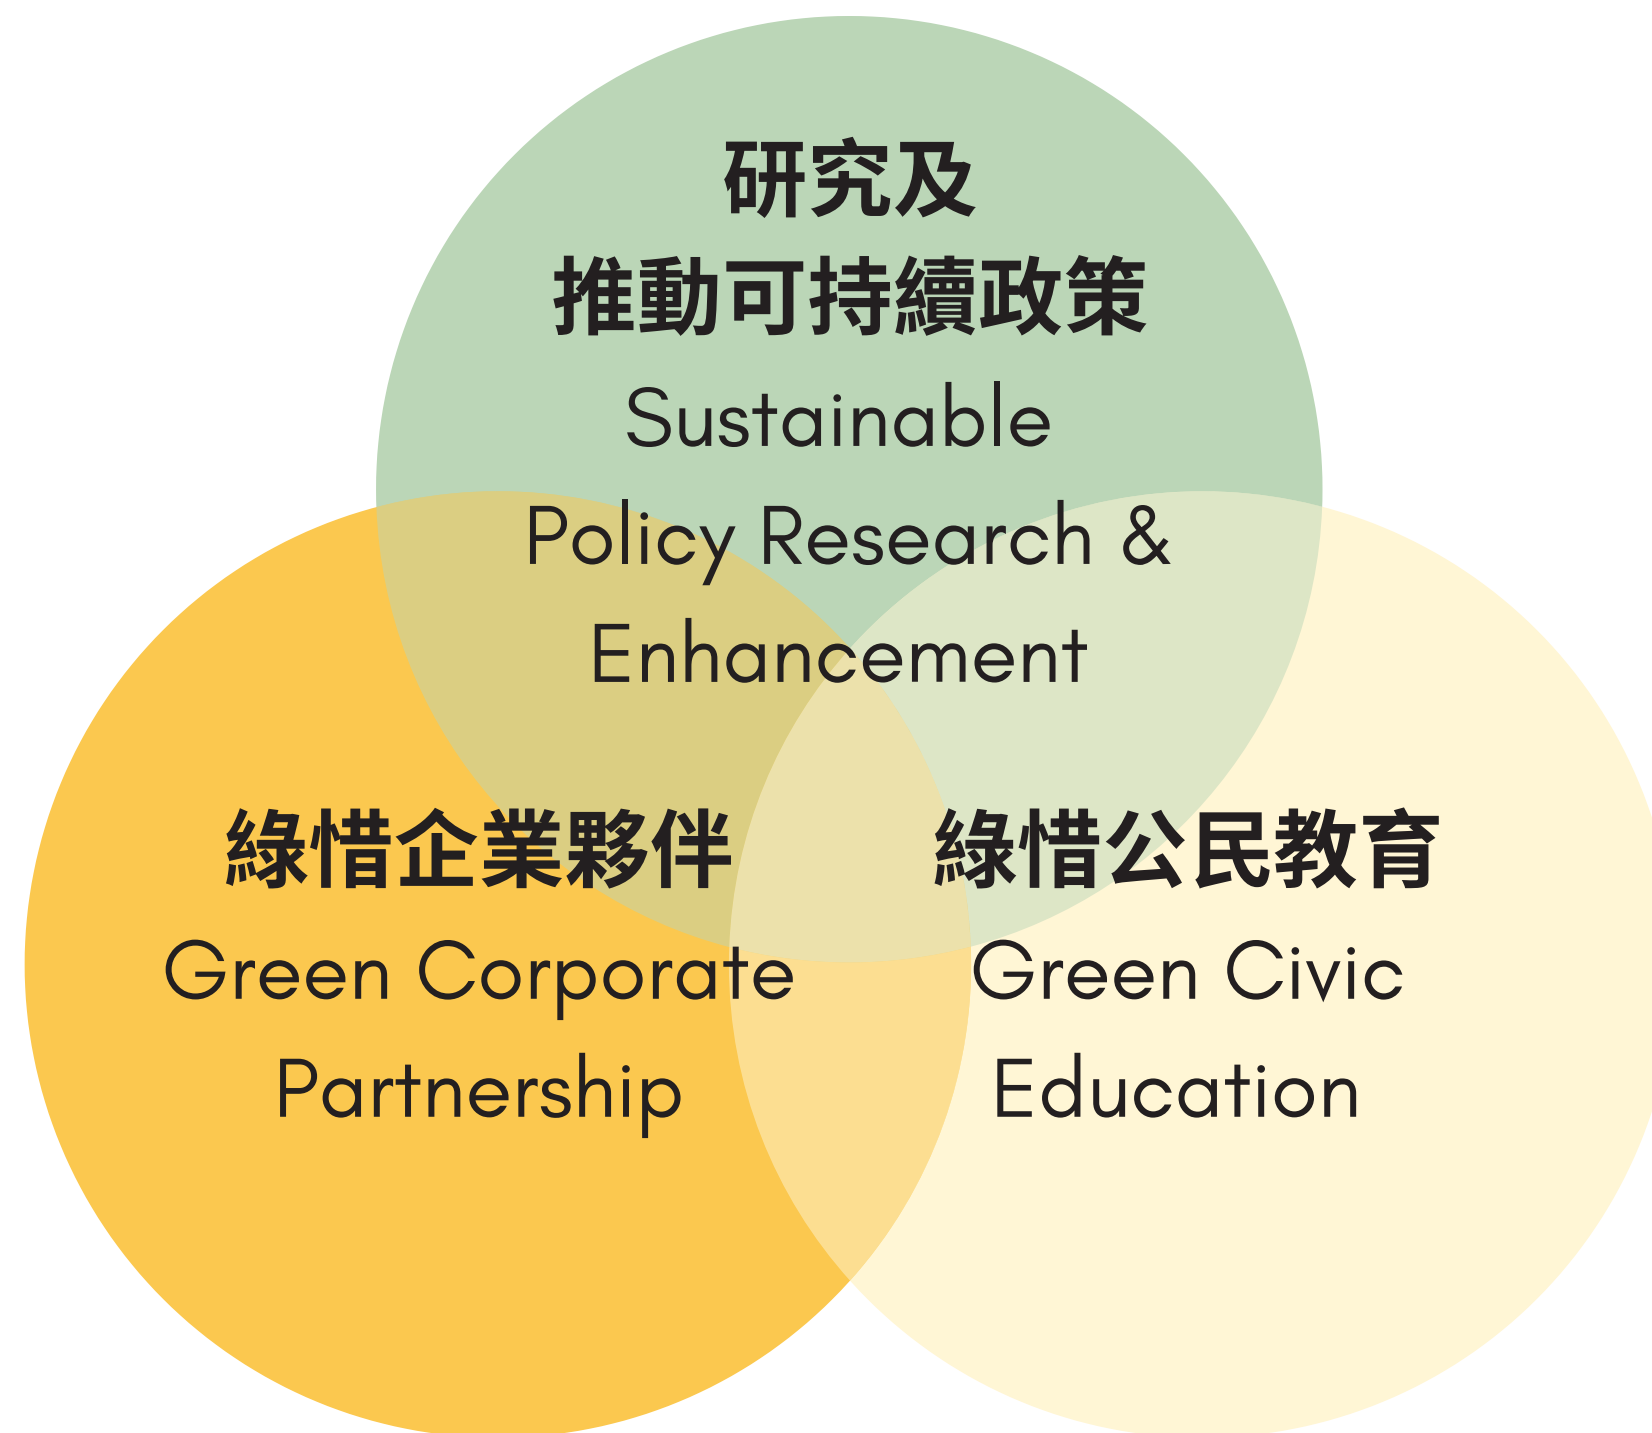 研究及
推動可持續政策
Sustainable
Policy Research &
Enhancement
綠惜企業夥伴
Green Corporate
Partnership
綠惜公民教育
Green Civic
Education